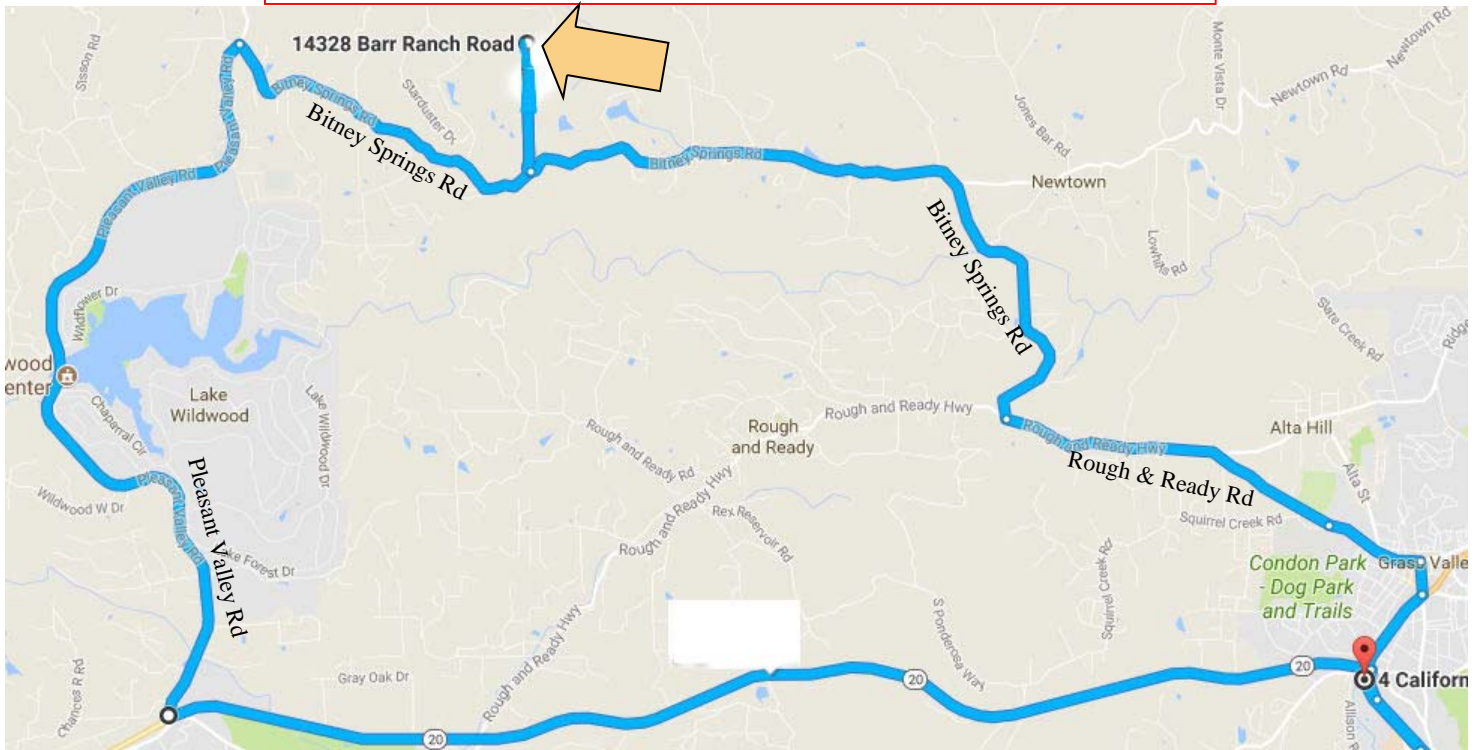 14328 Barr Ranch Road
Sisson Rd
Pleasant Valley Rd
Bitney Springs Rd
Bitney Springs Rd
Starduster Dr
Monte Vista Dr
Newtown Rd
Newtown Rd
Jones Bar Rd
Bitney Springs Rd
Newtown
Pleasant Valley Rd
Bitney Springs Rd
Lowhills Rd
Wildflower Dr
Slate Creek Rd
Ridge
wood
enter
Lake
Wildwood
Lake Wildwood Dr
Chaparral Cir
Rough and Ready Hwy
Rough
and Ready
Rough and Ready Rd
Rough and Ready Hwy
Rough & Ready Rd
Alta Hill
Alta St
Pleasant Valley Rd
Pleasant Valley Rd
Wildwood W Dr
Lake Forest Dr
Rough and Ready Hwy
Rex Reservoir Rd
Squirrel Creek Rd
Squirrel Creek Rd
Condon Park
- Dog Park
and Trails
Grass Valle
S Ponderosa Way
Rough and Ready Hwy
Gray Oak Dr
Chances R Rd
20
20
20
4 Californ
Allison R